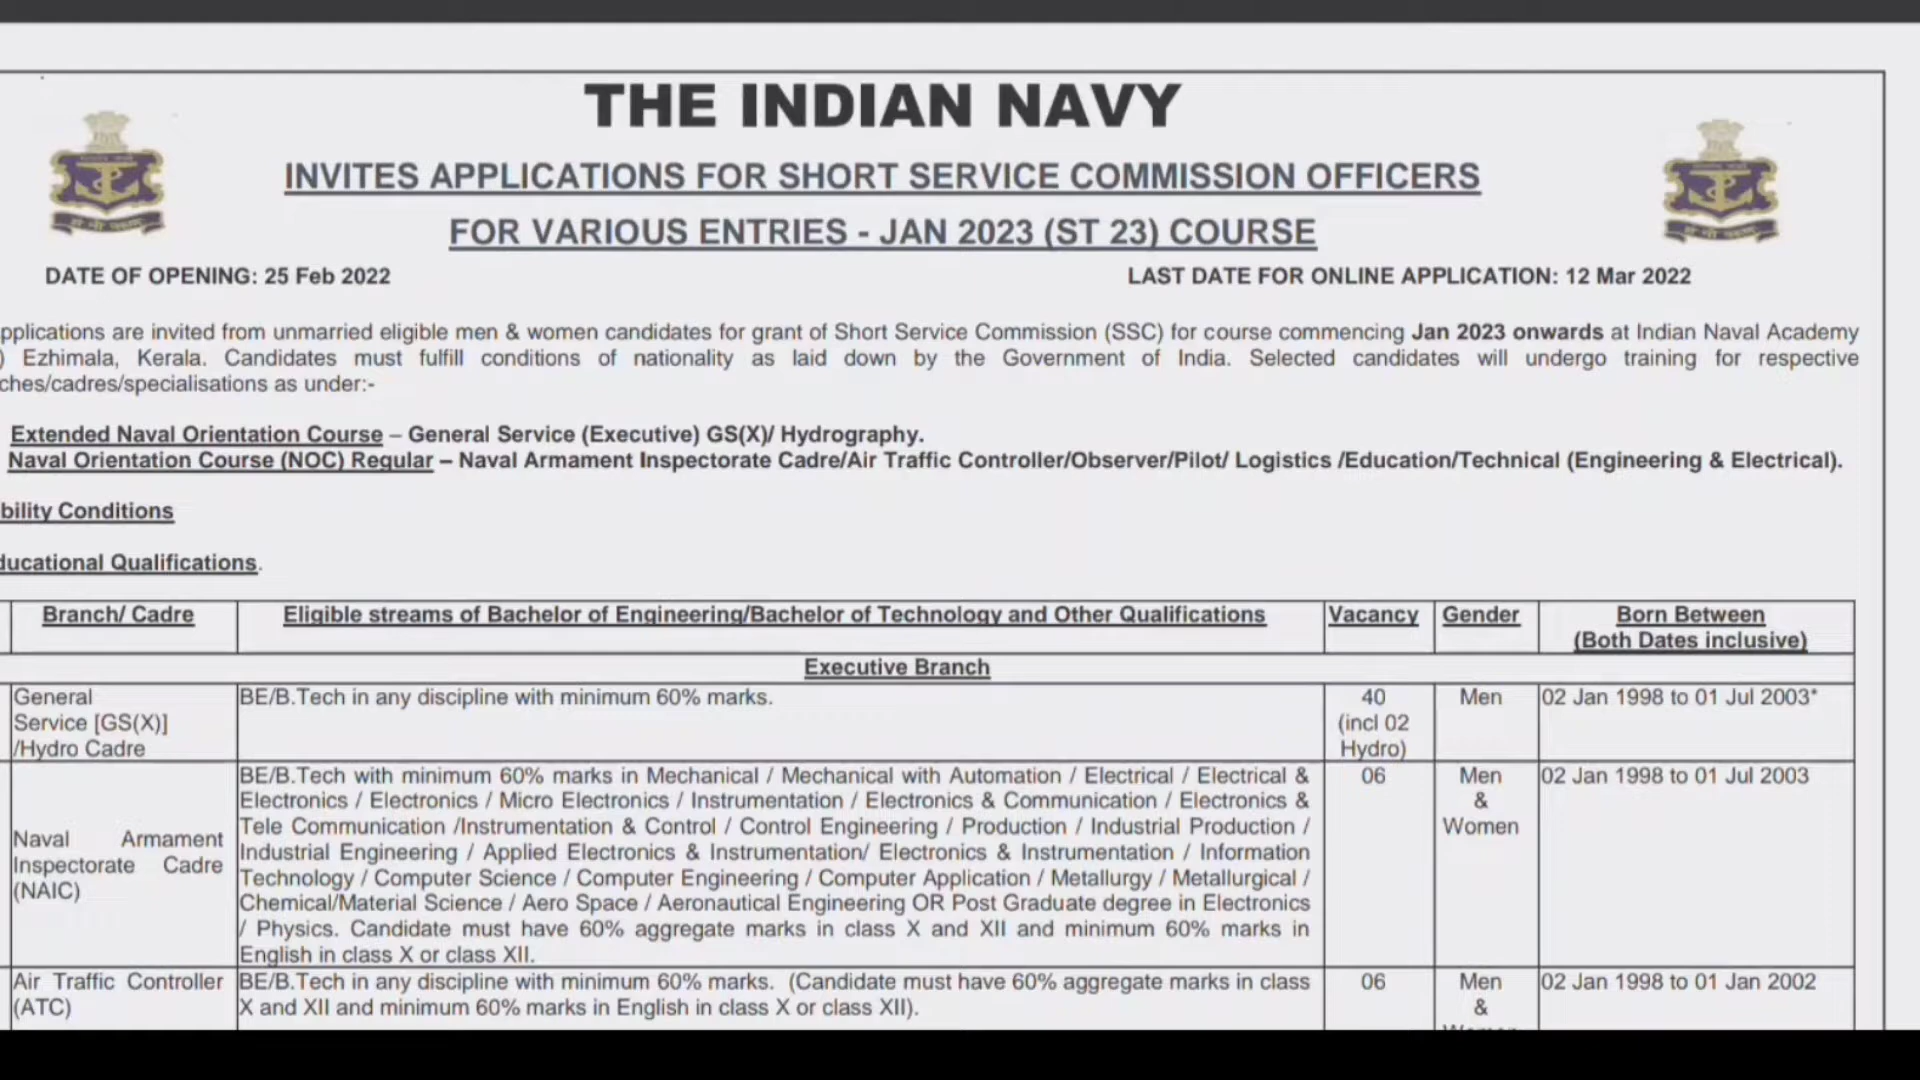 THE INDIAN NAVY
INVITES APPLICATIONS FOR SHORT SERVICE COMMISSION OFFICERS
FOR VARIOUS ENTRIES - JAN 2023 (ST 23) COURSE
DATE OF OPENING: 25 Feb 2022 LAST DATE FOR ONLINE APPLICATION: 12 Mar 2022
pplications are invited from unmarried eligible men & women candidates for grant of Short Service Commission (SSC) for course commencing Jan 2023 onwards at Indian Naval Academy
) Ezhimala, Kerala. Candidates must fulfill conditions of nationality as laid down by the Government of India. Selected candidates will undergo training for respective
ches/cadres/specialisations as under:-
Extended Naval Orientation Course – General Service (Executive) GS(X)/ Hydrography.
Naval Orientation Course (NOC) Regular – Naval Armament Inspectorate Cadre/Air Traffic Controller/Observer/Pilot/ Logistics /Education/Technical (Engineering & Electrical).
bility Conditions
ducational Qualifications.
Branch/ Cadre
Eligible streams of Bachelor of Engineering/Bachelor of Technology and Other Qualifications
Vacancy
Gender
Born Between
(Both Dates inclusive)
Executive Branch
General
Service [GS(X)]
/Hydro Cadre
BE/B.Tech in any discipline with minimum 60% marks.
40
(incl 02
Hydro)
Men
02 Jan 1998 to 01 Jul 2003*
Naval Armament
Inspectorate Cadre
(NAIC)
BE/B.Tech with minimum 60% marks in Mechanical / Mechanical with Automation / Electrical / Electrical &
Electronics / Electronics / Micro Electronics / Instrumentation / Electronics & Communication / Electronics &
Tele Communication /Instrumentation & Control / Control Engineering / Production / Industrial Production /
Industrial Engineering / Applied Electronics & Instrumentation/ Electronics & Instrumentation / Information
Technology / Computer Science / Computer Engineering / Computer Application / Metallurgy / Metallurgical /
Chemical/Material Science / Aero Space / Aeronautical Engineering OR Post Graduate degree in Electronics
/ Physics. Candidate must have 60% aggregate marks in class X and XII and minimum 60% marks in
English in class X or class XII.
06
Men
&
Women
02 Jan 1998 to 01 Jul 2003
Air Traffic Controller
(ATC)
BE/B.Tech in any discipline with minimum 60% marks. (Candidate must have 60% aggregate marks in class
X and XII and minimum 60% marks in English in class X or class XII).
06
Men
&
02 Jan 1998 to 01 Jan 2002